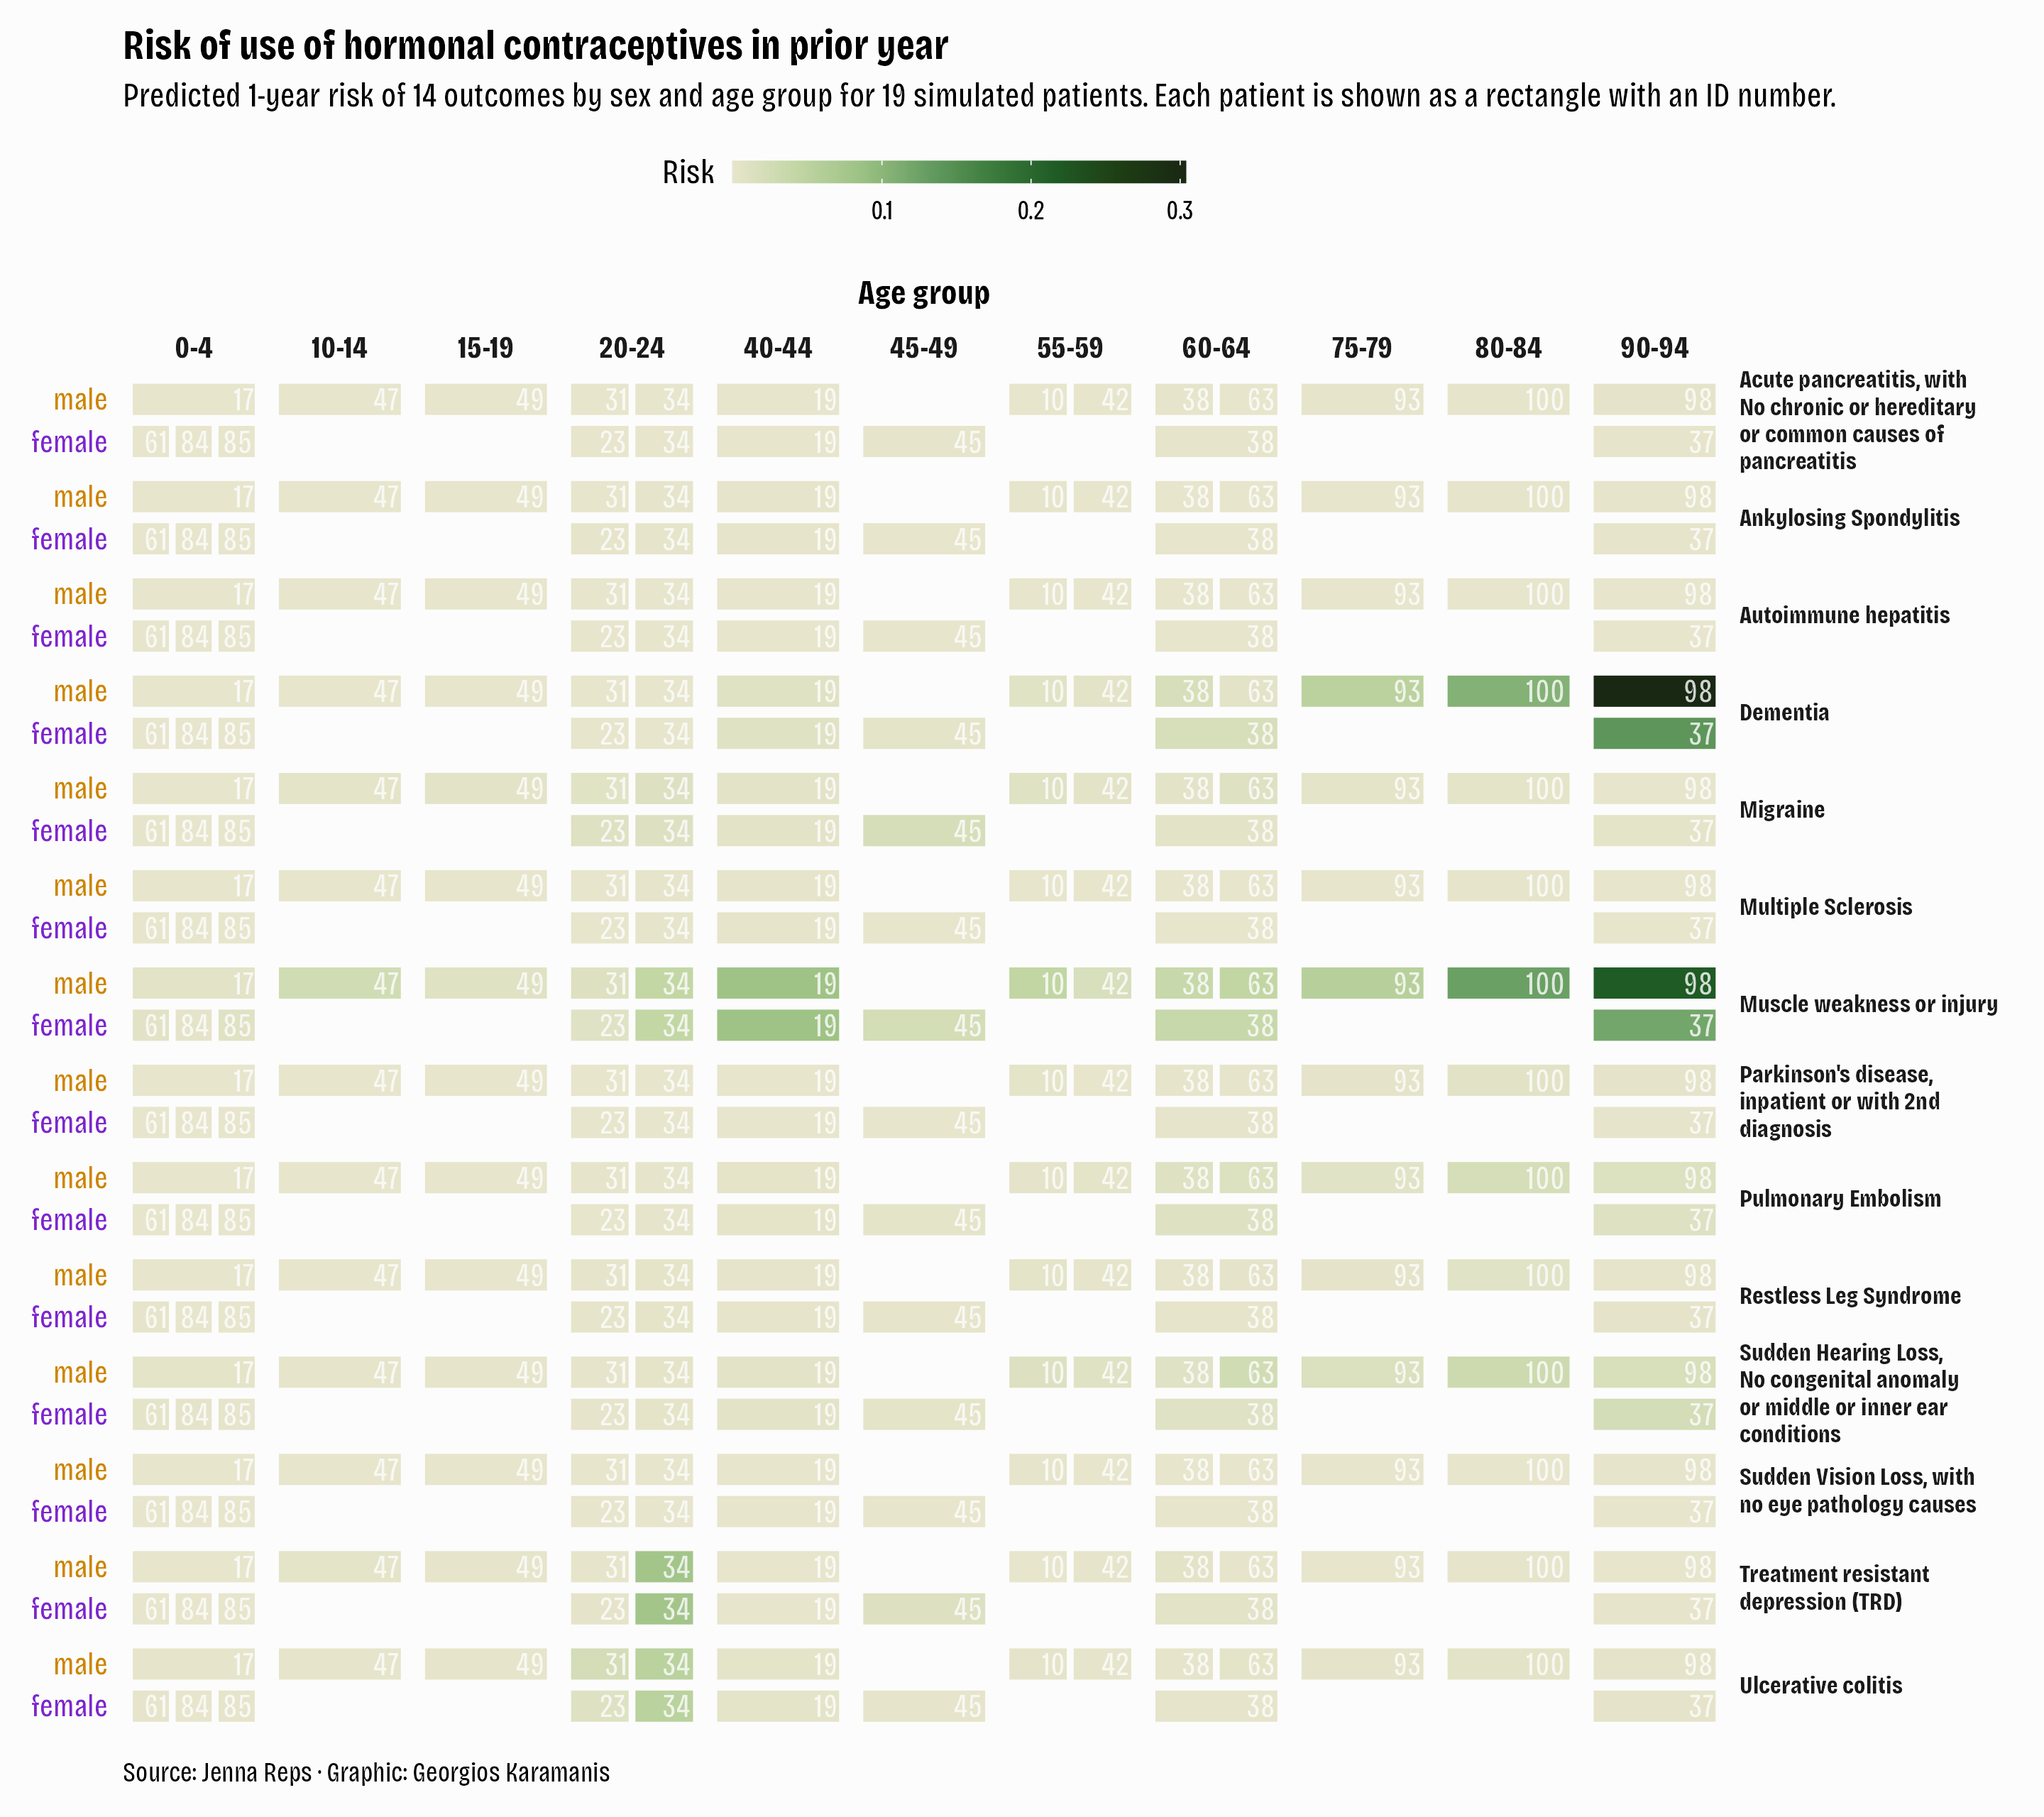 Risk of use of hormonal contraceptives in prior year
Predicted 1-year risk of 14 outcomes by sex and age group for 19 simulated patients. Each patient is shown as a rectangle with an ID number.
Risk
0.1 0.2 0.3
Age group
0-4 10-14 15-19 20-24 40-44 45-49 55-59 60-64 75-79 80-84 90-94
male 17 47 49 31 34 19 10 42 38 63 93 100 98
female 61 84 85 23 34 19 45 38 37
Acute pancreatitis, with
No chronic or hereditary
or common causes of
pancreatitis
male 17 47 49 31 34 19 10 42 38 63 93 100 98
female 61 84 85 23 34 19 45 38 37
Ankylosing Spondylitis
male 17 47 49 31 34 19 10 42 38 63 93 100 98
female 61 84 85 23 34 19 45 38 37
Autoimmune hepatitis
male 17 47 49 31 34 19 10 42 38 63 93 100 98
female 61 84 85 23 34 19 45 38 37
Dementia
male 17 47 49 31 34 19 10 42 38 63 93 100 98
female 61 84 85 23 34 19 45 38 37
Migraine
male 17 47 49 31 34 19 10 42 38 63 93 100 98
female 61 84 85 23 34 19 45 38 37
Multiple Sclerosis
male 17 47 49 31 34 19 10 42 38 63 93 100 98
female 61 84 85 23 34 19 45 38 37
Muscle weakness or injury
male 17 47 49 31 34 19 10 42 38 63 93 100 98
female 61 84 85 23 34 19 45 38 37
Parkinson's disease,
inpatient or with 2nd
diagnosis
male 17 47 49 31 34 19 10 42 38 63 93 100 98
female 61 84 85 23 34 19 45 38 37
Pulmonary Embolism
male 17 47 49 31 34 19 10 42 38 63 93 100 98
female 61 84 85 23 34 19 45 38 37
Restless Leg Syndrome
male 17 47 49 31 34 19 10 42 38 63 93 100 98
female 61 84 85 23 34 19 45 38 37
Sudden Hearing Loss,
No congenital anomaly
or middle or inner ear
conditions
male 17 47 49 31 34 19 10 42 38 63 93 100 98
female 61 84 85 23 34 19 45 38 37
Sudden Vision Loss, with
no eye pathology causes
male 17 47 49 31 34 19 10 42 38 63 93 100 98
female 61 84 85 23 34 19 45 38 37
Treatment resistant
depression (TRD)
male 17 47 49 31 34 19 10 42 38 63 93 100 98
female 61 84 85 23 34 19 45 38 37
Ulcerative colitis
Source: Jenna Reps · Graphic: Georgios Karamanis